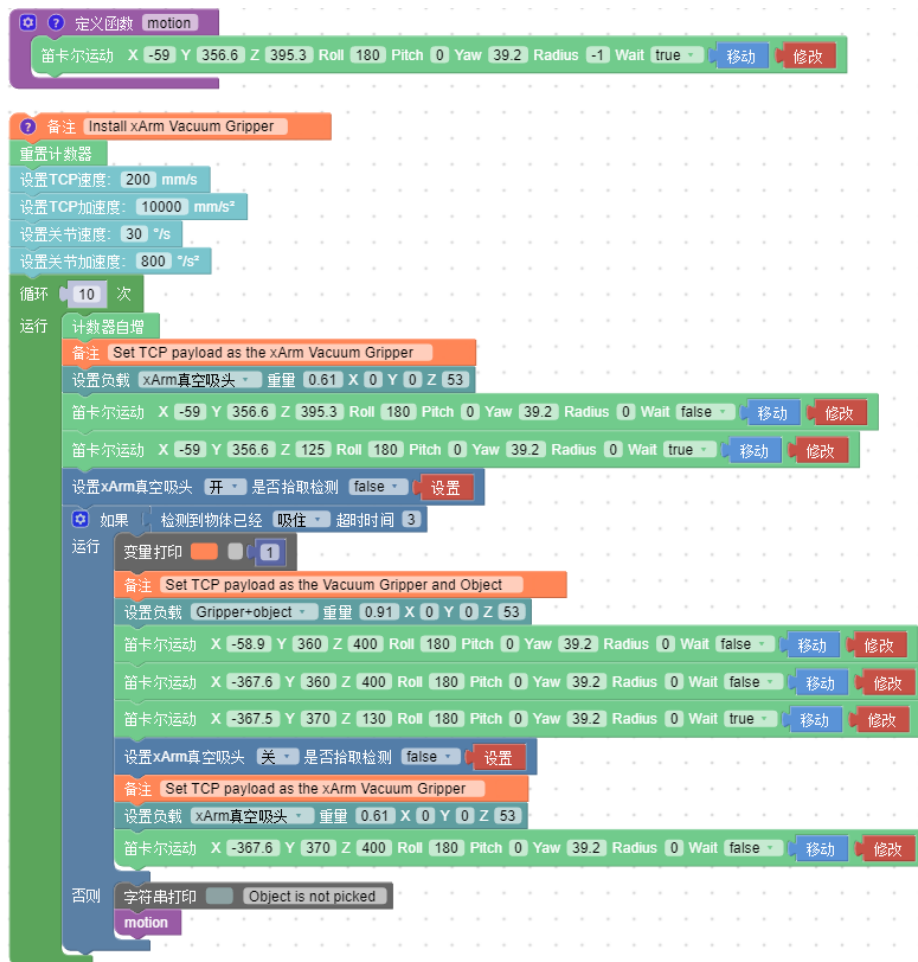 定义函数 motion
笛卡尔运动 X -59 Y 356.6 Z 395.3 Roll 180 Pitch 0 Yaw 39.2 Radius -1 Wait true 移动 修改
备注 Install xArm Vacuum Gripper
重置计数器
设置TCP速度: 200 mm/s
设置TCP加速度: 10000 mm/s²
设置关节速度: 30 °/s
设置关节加速度: 800 °/s²
循环 10 次
运行 计数器自增
备注 Set TCP payload as the xArm Vacuum Gripper
设置负载 xArm真空吸头 重量 0.61 X 0 Y 0 Z 53
笛卡尔运动 X -59 Y 356.6 Z 395.3 Roll 180 Pitch 0 Yaw 39.2 Radius 0 Wait false 移动 修改
笛卡尔运动 X -59 Y 356.6 Z 125 Roll 180 Pitch 0 Yaw 39.2 Radius 0 Wait true 移动 修改
设置xArm真空吸头 开 是否拾取检测 false 设置
如果 检测到物体已经 吸住 超时时间 3
运行 变量打印 1
备注 Set TCP payload as the Vacuum Gripper and Object
设置负载 Gripper+object 重量 0.91 X 0 Y 0 Z 53
笛卡尔运动 X -58.9 Y 360 Z 400 Roll 180 Pitch 0 Yaw 39.2 Radius 0 Wait false 移动 修改
笛卡尔运动 X -367.6 Y 360 Z 400 Roll 180 Pitch 0 Yaw 39.2 Radius 0 Wait false 移动 修改
笛卡尔运动 X -367.5 Y 370 Z 130 Roll 180 Pitch 0 Yaw 39.2 Radius 0 Wait true 移动 修改
设置xArm真空吸头 关 是否拾取检测 false 设置
备注 Set TCP payload as the xArm Vacuum Gripper
设置负载 xArm真空吸头 重量 0.61 X 0 Y 0 Z 53
笛卡尔运动 X -367.6 Y 370 Z 400 Roll 180 Pitch 0 Yaw 39.2 Radius 0 Wait false 移动 修改
否则 字符串打印 Object is not picked
motion